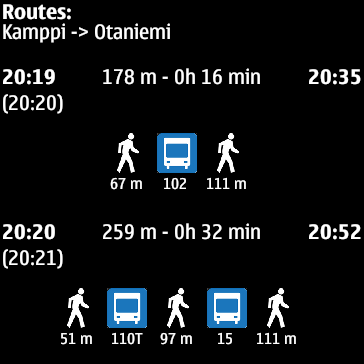 Routes:
Kamppi -> Otaniemi
20:19 178 m - 0h 16 min 20:35
(20:20)
67 m 102 111 m
20:20 259 m - 0h 32 min 20:52
(20:21)
51 m 110T 97 m 15 111 m